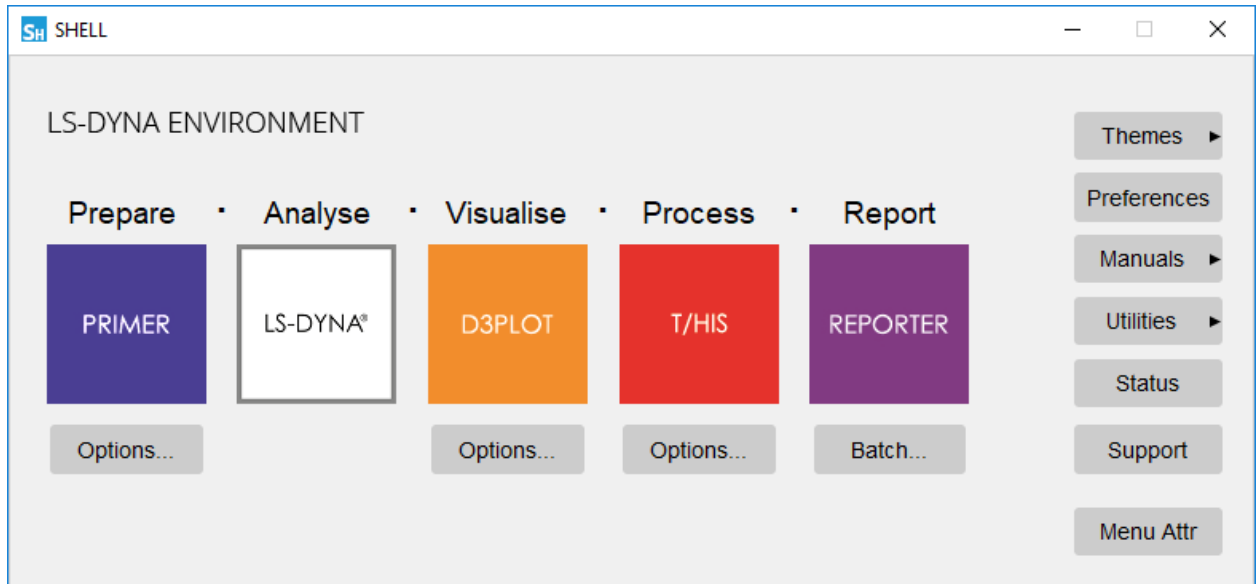 SH SHELL
LS-DYNA ENVIRONMENT
Prepare · Analyse · Visualise · Process · Report
PRIMER LS-DYNA® D3PLOT T/HIS REPORTER
Options... Options... Options... Batch...
Themes ►
Preferences
Manuals ►
Utilities ►
Status
Support
Menu Attr